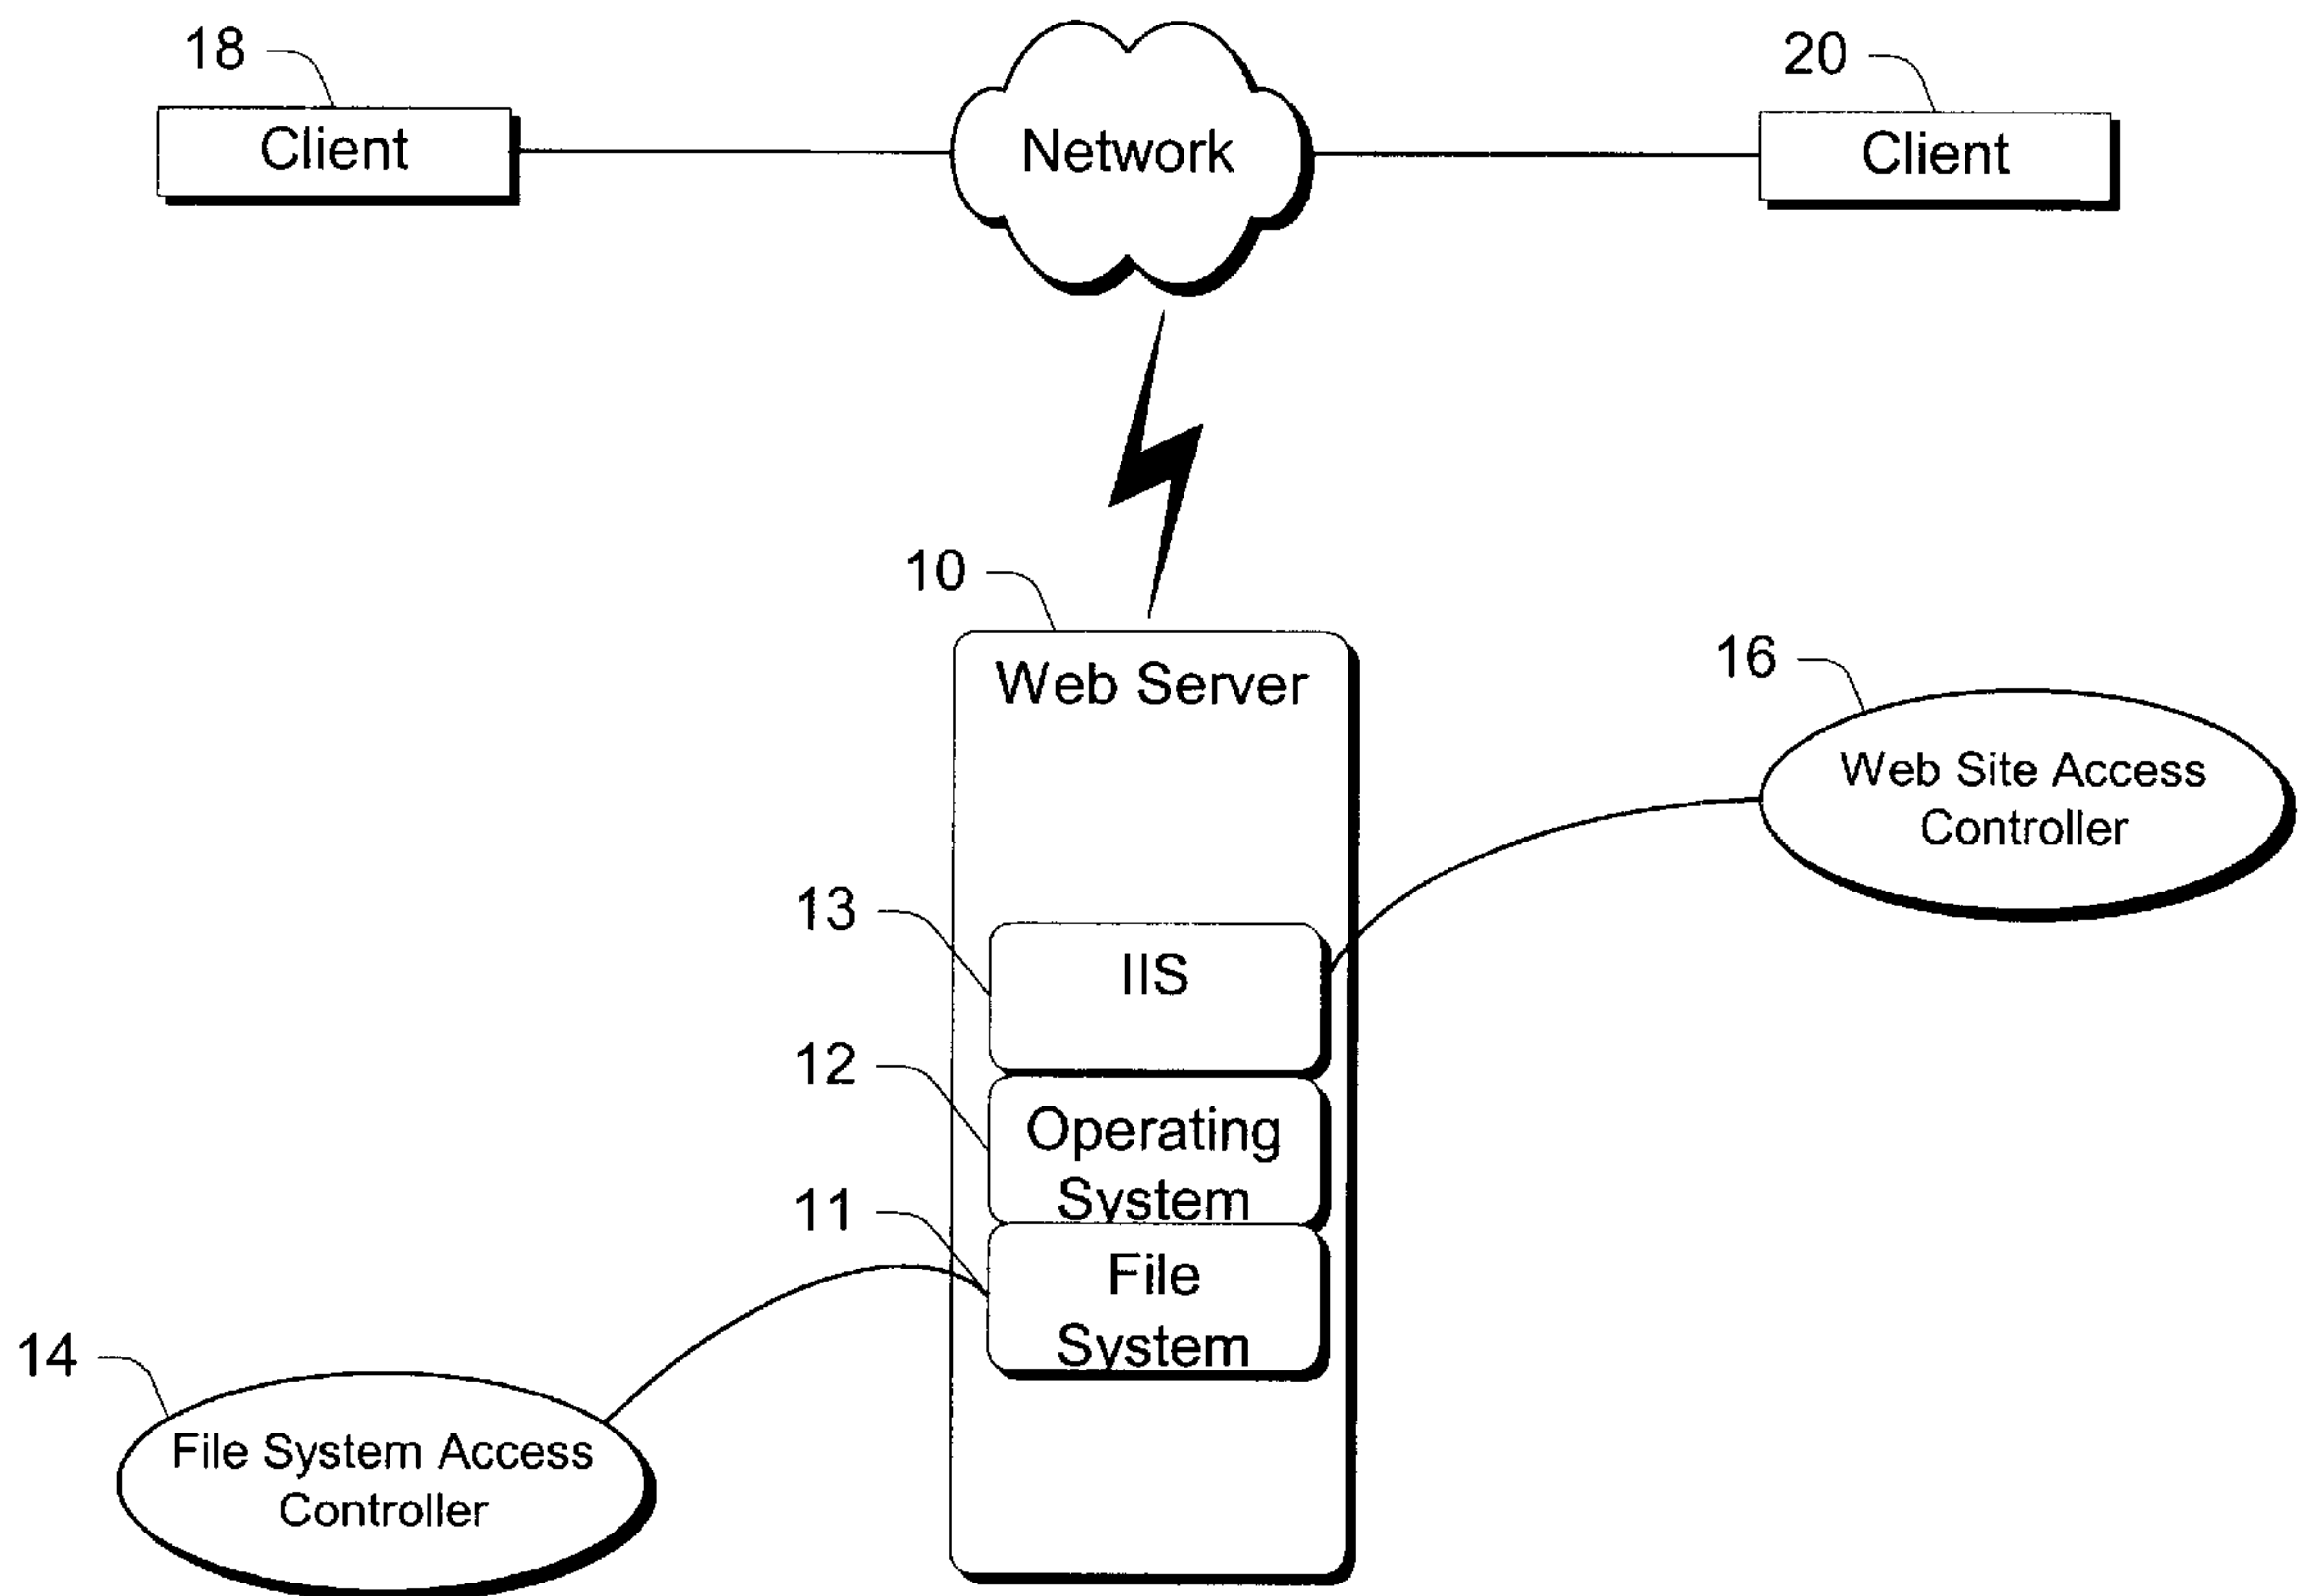 18
20
Client
Network
Client
10
Web Server
16
Web Site Access
Controller
13
IIS
12
Operating
System
11
File
System
14
File System Access
Controller